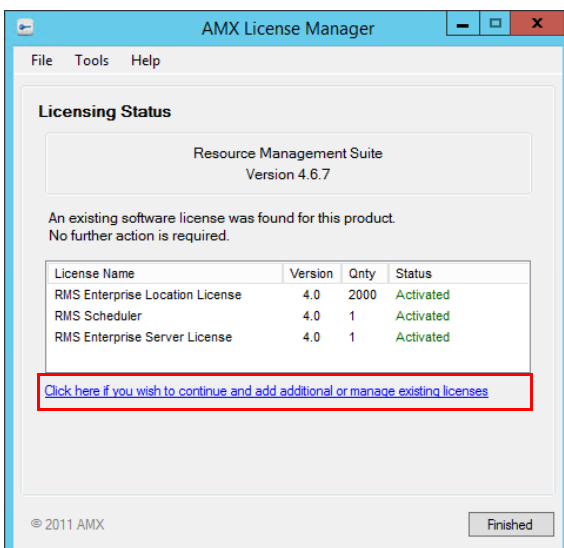 AMX License Manager
File Tools Help
Licensing Status
Resource Management Suite
Version 4.6.7
An existing software license was found for this product.
No further action is required.
License Name Version Qnty Status
RMS Enterprise Location License 4.0 2000 Activated
RMS Scheduler 4.0 1 Activated
RMS Enterprise Server License 4.0 1 Activated
Click here if you wish to continue and add additional or manage existing licenses
© 2011 AMX Finished